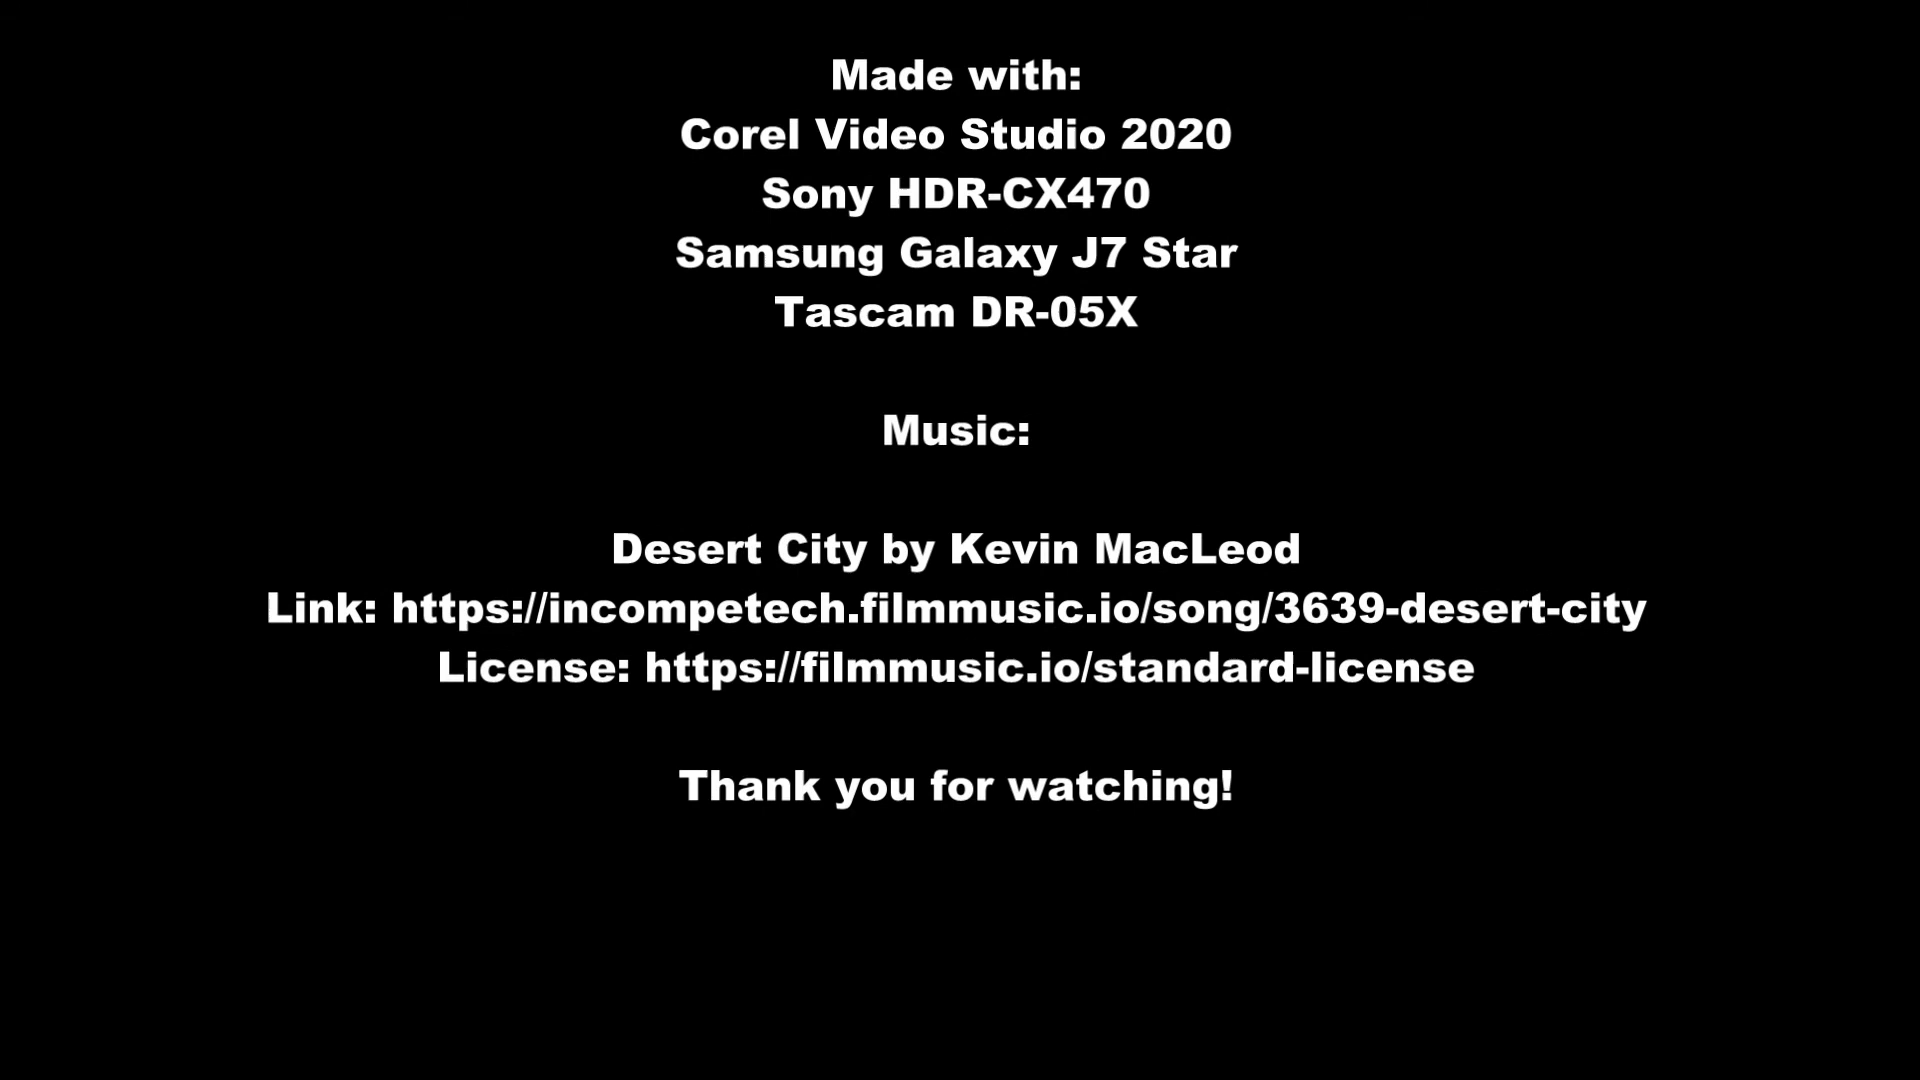 Made with:
Corel Video Studio 2020
Sony HDR-CX470
Samsung Galaxy J7 Star
Tascam DR-05X
Music:
Desert City by Kevin MacLeod
Link: https://incompetech.filmmusic.io/song/3639-desert-city
License: https://filmmusic.io/standard-license
Thank you for watching!